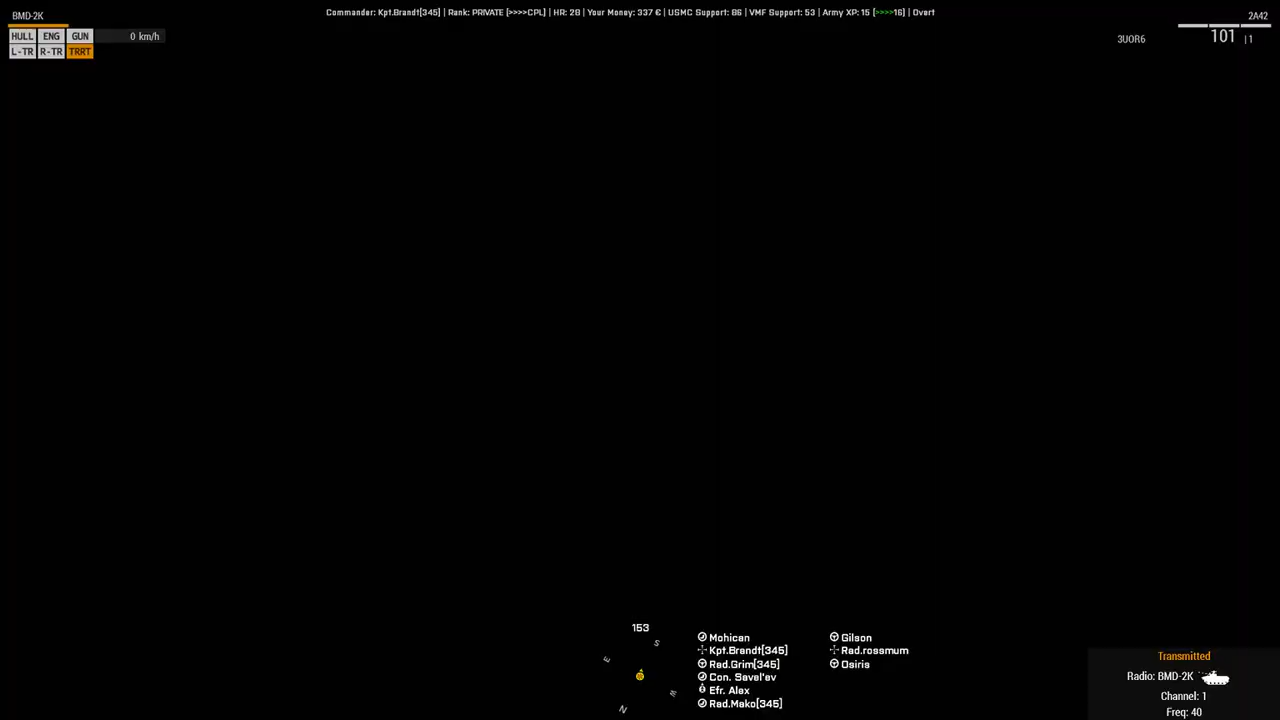 Commander: Kpt.Brandt[345] | Rank: PRIVATE [>>>>CPL] | HR: 28 | Your Money: 337 € | USMC Support: 86 | VMF Support: 53 | Army XP: 15 [>>>>16] | Overt
BMD-2K
HULL ENG GUN 0 km/h
L-TR R-TR TRRT
2A42
3UOR6 101 |1
153
S
E
W
N
Mohican
Kpt.Brandt[345]
Rad.Grim[345]
Con. Savel'ev
Efr. Alex
Rad.Mako[345]
Gilson
Rad.rossmum
Osiris
Transmitted
Radio: BMD-2K
Channel: 1
Freq: 40